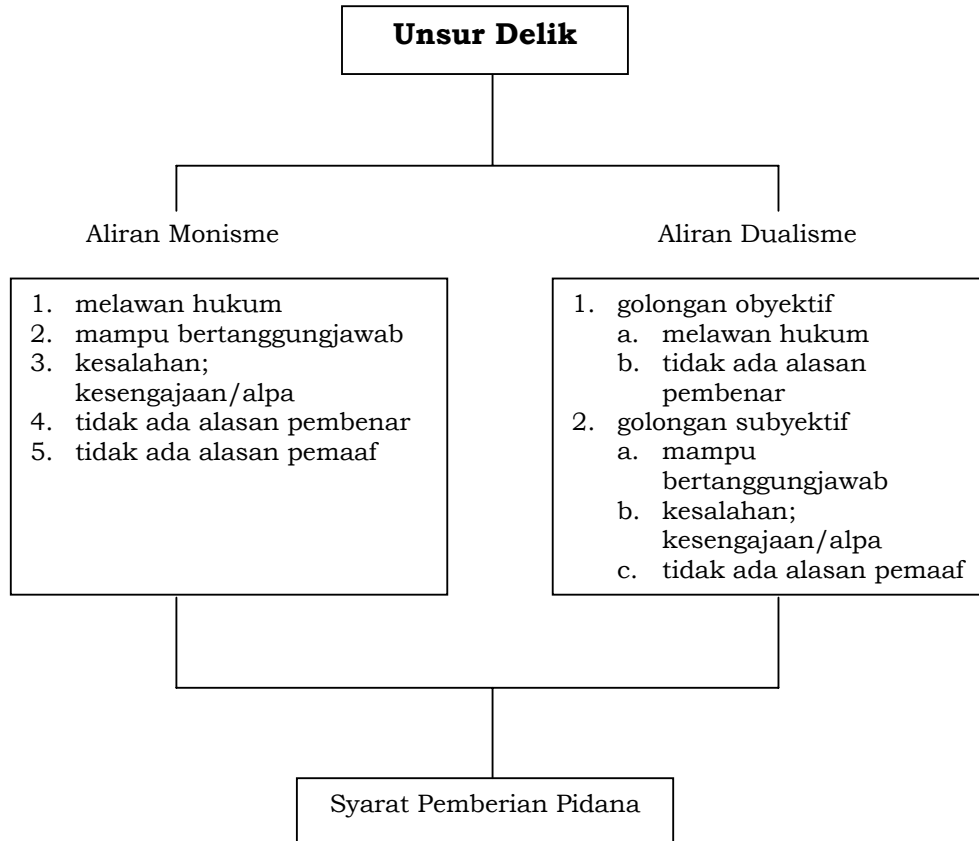 Unsur Delik
Aliran Monisme
1. melawan hukum
2. mampu bertanggungjawab
3. kesalahan;
kesengajaan/alpa
4. tidak ada alasan pembenar
5. tidak ada alasan pemaaf
Aliran Dualisme
1. golongan obyektif
a. melawan hukum
b. tidak ada alasan
pembenar
2. golongan subyektif
a. mampu
bertanggungjawab
b. kesalahan;
kesengajaan/alpa
c. tidak ada alasan pemaaf
Syarat Pemberian Pidana